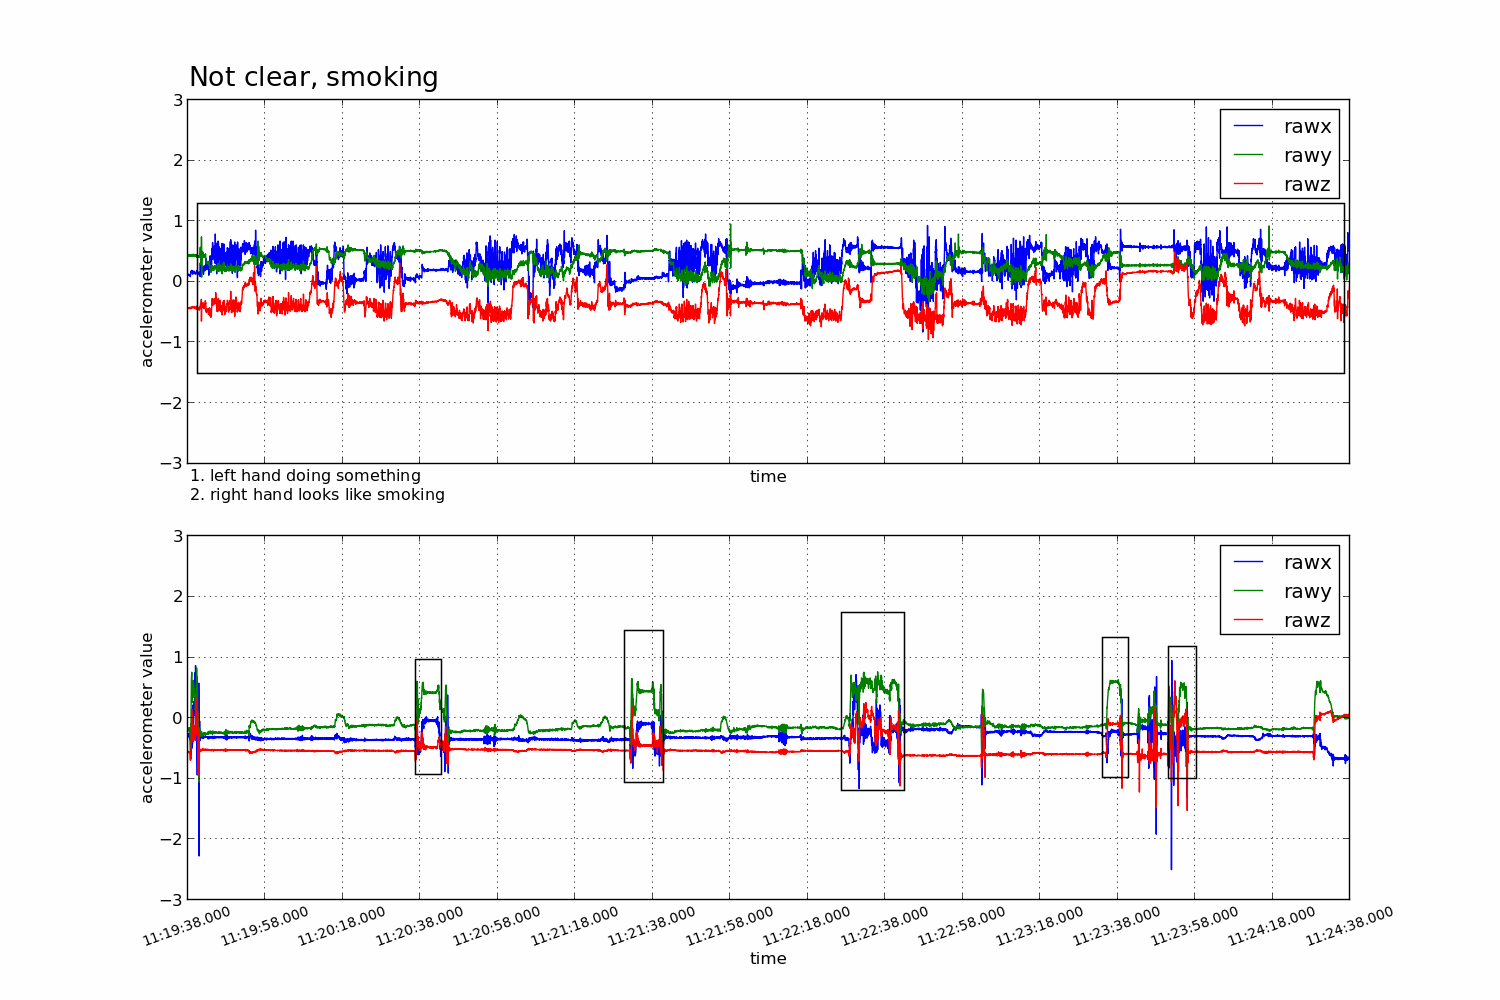 Not clear, smoking
3
2
1
0
−1
−2
−3
accelerometer value
rawx
rawy
rawz
time
1. left hand doing something
2. right hand looks like smoking
3
2
1
0
−1
−2
−3
accelerometer value
rawx
rawy
rawz
11:19:38.000
11:19:58.000
11:20:18.000
11:20:38.000
11:20:58.000
11:21:18.000
11:21:38.000
11:21:58.000
11:22:18.000
11:22:38.000
11:22:58.000
11:23:18.000
11:23:38.000
11:23:58.000
11:24:18.000
11:24:38.000
time